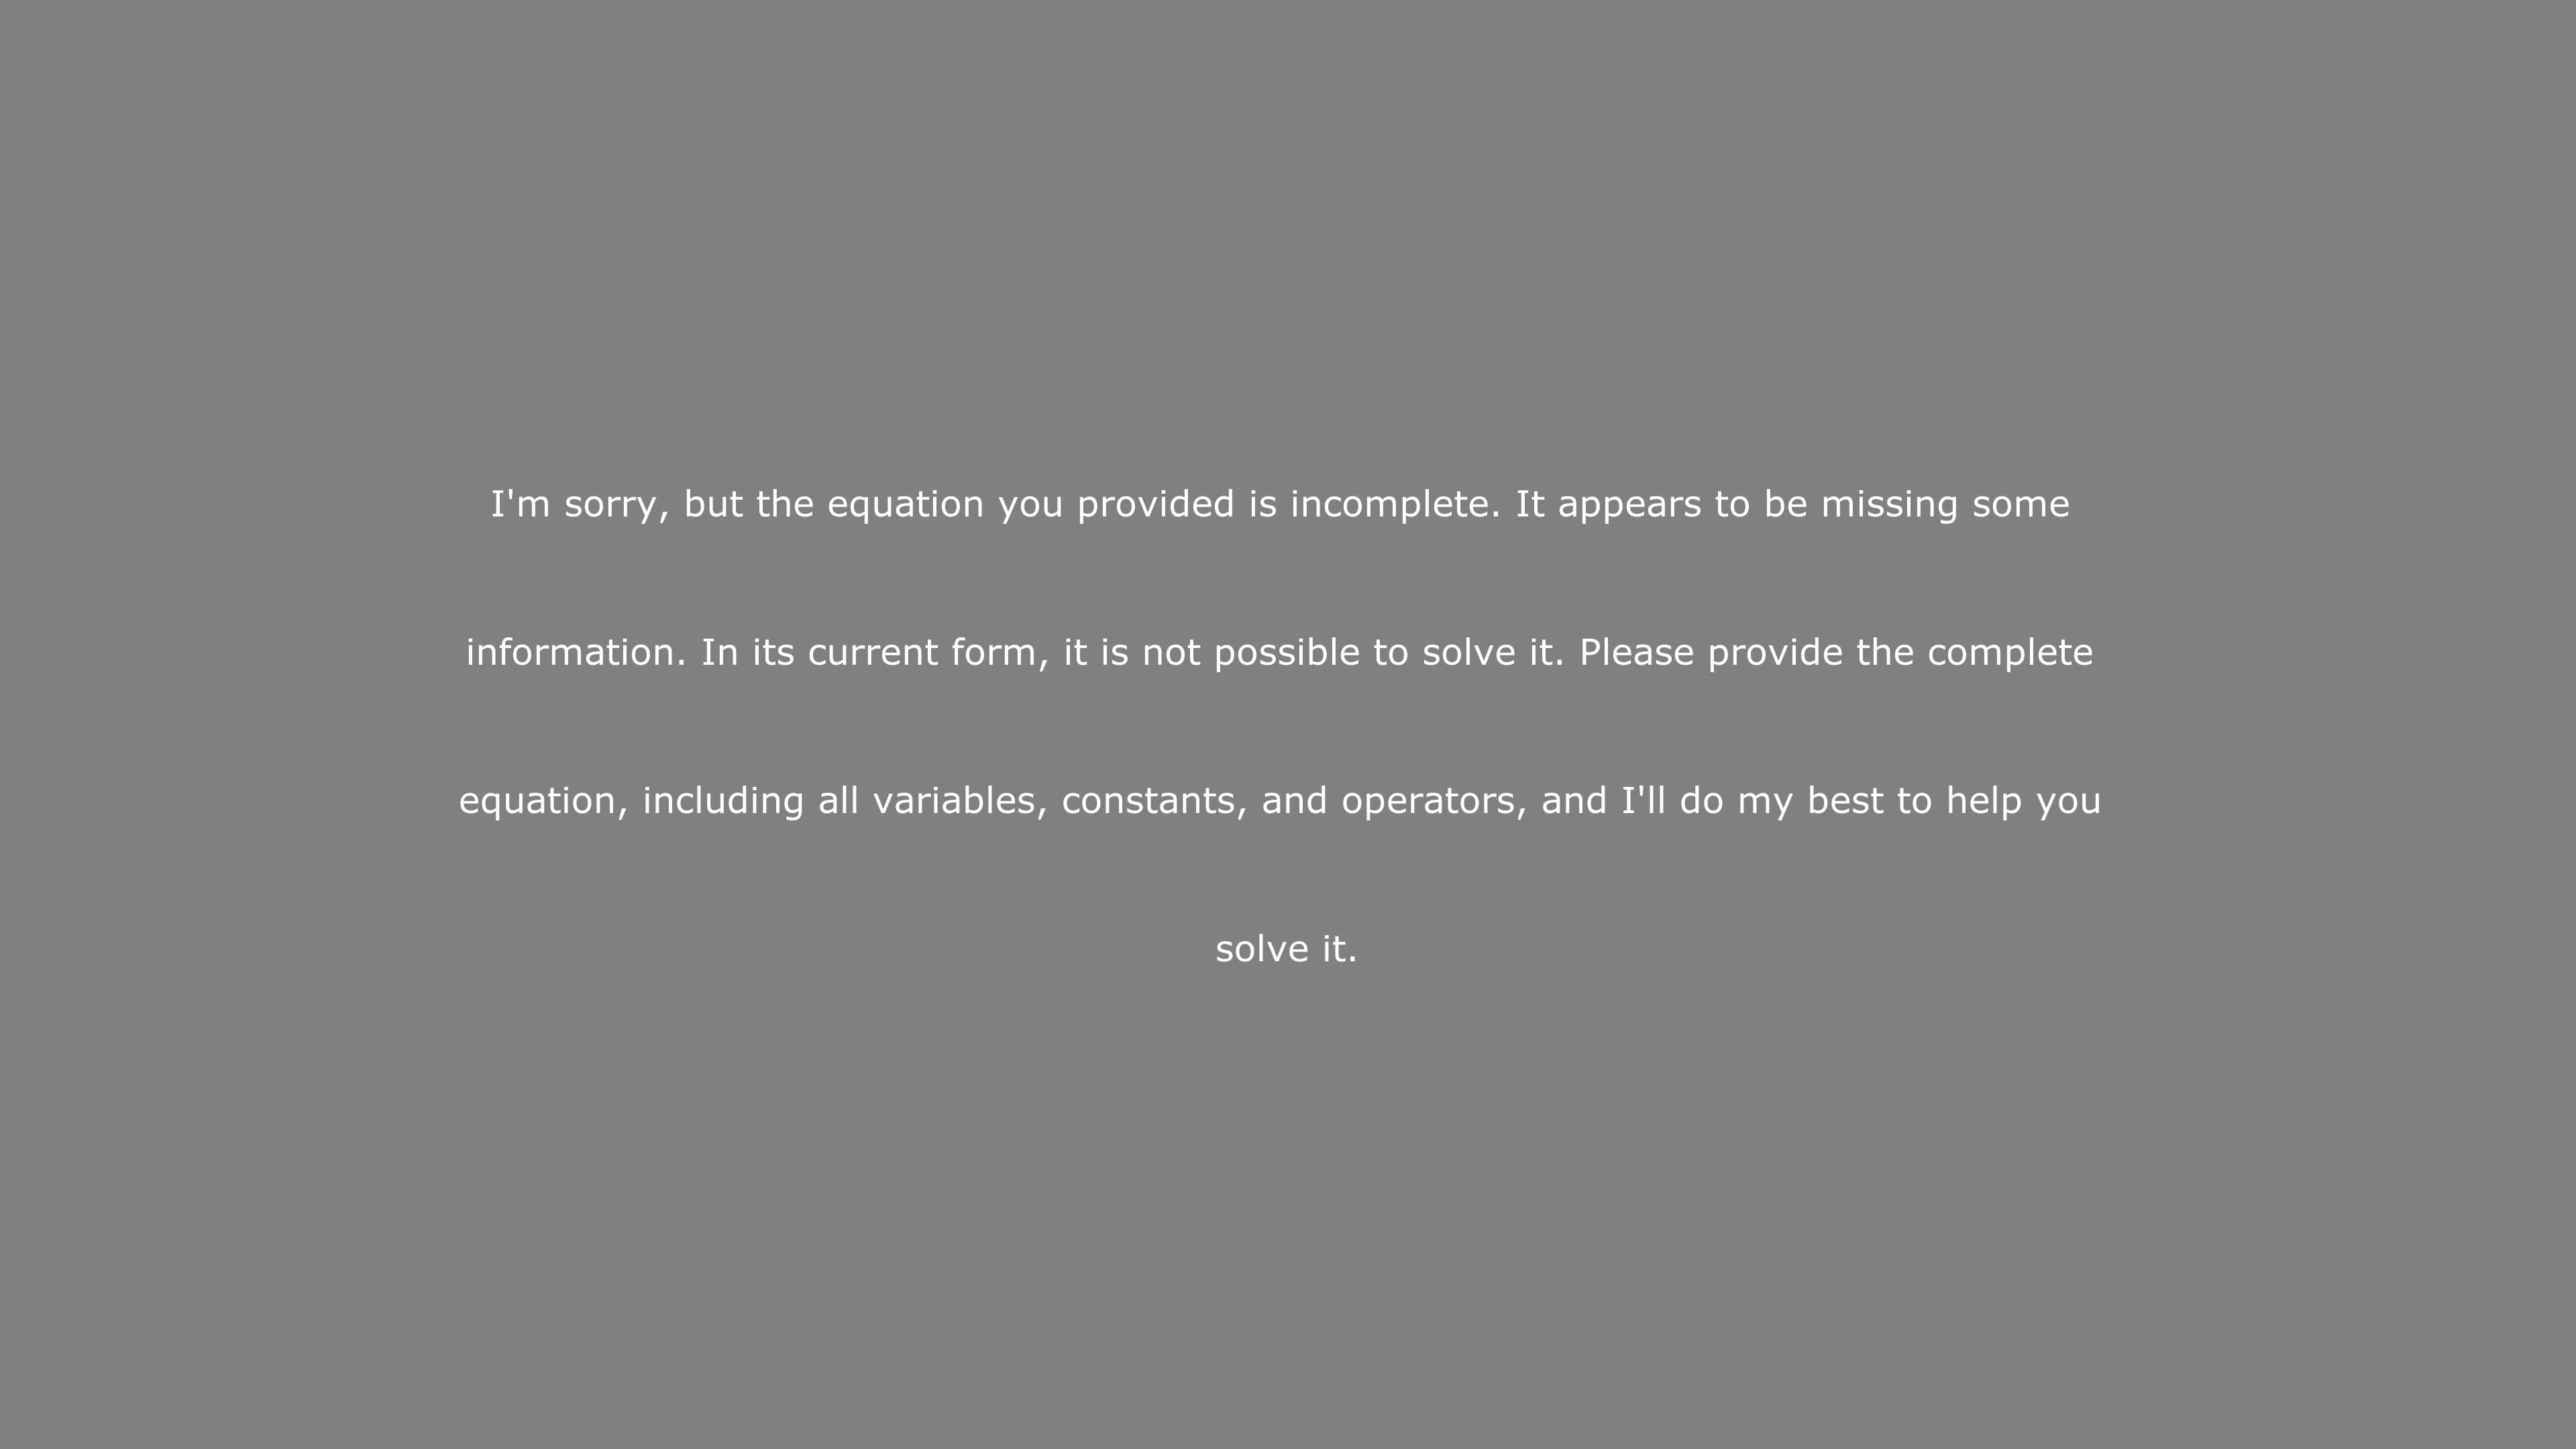 I'm sorry, but the equation you provided is incomplete. It appears to be missing some
information. In its current form, it is not possible to solve it. Please provide the complete
equation, including all variables, constants, and operators, and I'll do my best to help you
solve it.